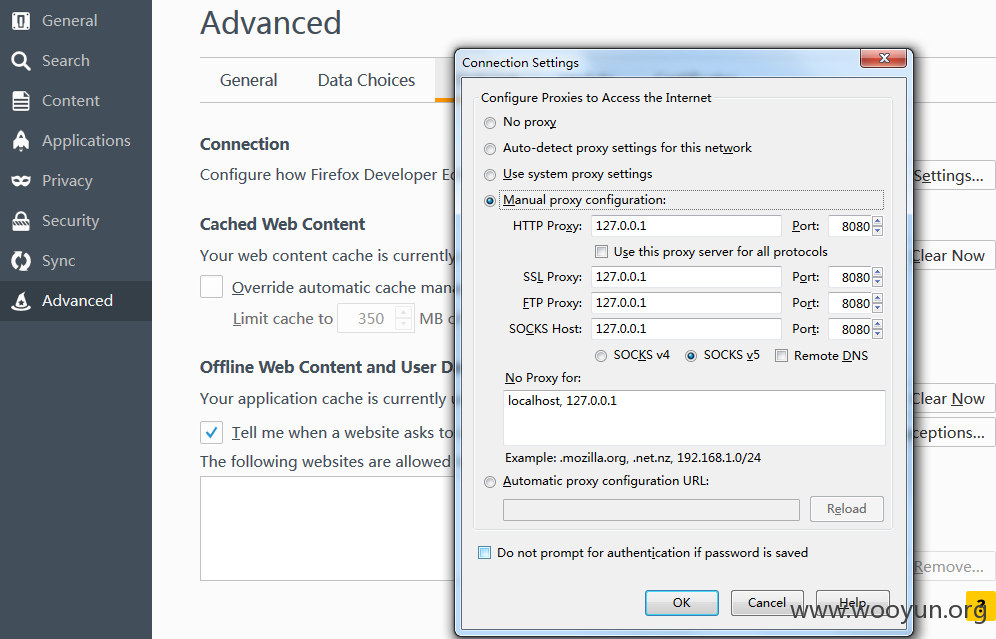 General
Search
Content
Applications
Privacy
Security
Sync
Advanced
Advanced
General
Data Choices
Connection
Configure how Firefox Developer
Settings...
Cached Web Content
Your web content cache is currently
Clear Now
Override automatic cache
Limit cache to 350 MB
Offline Web Content and User
Your application cache is currently
Clear Now
Tell me when a website asks to
The following websites are allowed
Remove...
Connection Settings
Configure Proxies to Access the Internet
No proxy
Auto-detect proxy settings for this network
Use system proxy settings
Manual proxy configuration:
HTTP Proxy: 127.0.0.1 Port: 8080
Use this proxy server for all protocols
SSL Proxy: 127.0.0.1 Port: 8080
FTP Proxy: 127.0.0.1 Port: 8080
SOCKS Host: 127.0.0.1 Port: 8080
SOCKS v4 SOCKS v5 Remote DNS
No Proxy for:
localhost, 127.0.0.1
Example: .mozilla.org, .net.nz, 192.168.1.0/24
Automatic proxy configuration URL:
Reload
Do not prompt for authentication if password is saved
OK Cancel Help
?
www.wooyun.org